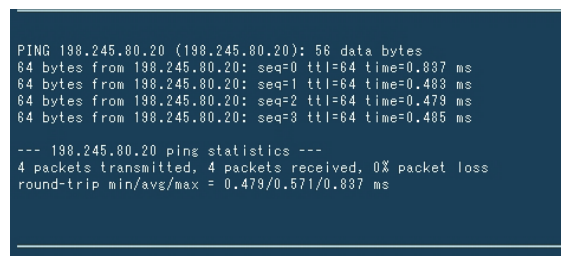 PING 198.245.80.20 (198.245.80.20): 56 data bytes
64 bytes from 198.245.80.20: seq=0 ttl=64 time=0.837 ms
64 bytes from 198.245.80.20: seq=1 ttl=64 time=0.483 ms
64 bytes from 198.245.80.20: seq=2 ttl=64 time=0.479 ms
64 bytes from 198.245.80.20: seq=3 ttl=64 time=0.485 ms
--- 198.245.80.20 ping statistics ---
4 packets transmitted, 4 packets received, 0% packet loss
round-trip min/avg/max = 0.479/0.571/0.837 ms